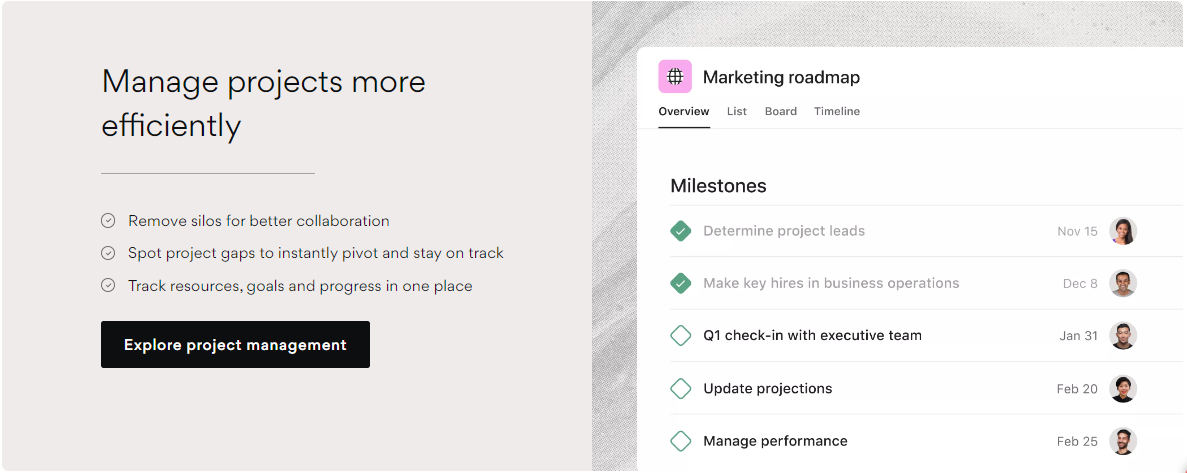 Manage projects more
efficiently
Remove silos for better collaboration
Spot project gaps to instantly pivot and stay on track
Track resources, goals and progress in one place
Explore project management
Marketing roadmap
Overview List Board Timeline
Milestones
Determine project leads Nov 15
Make key hires in business operations Dec 8
Q1 check-in with executive team Jan 31
Update projections Feb 20
Manage performance Feb 25